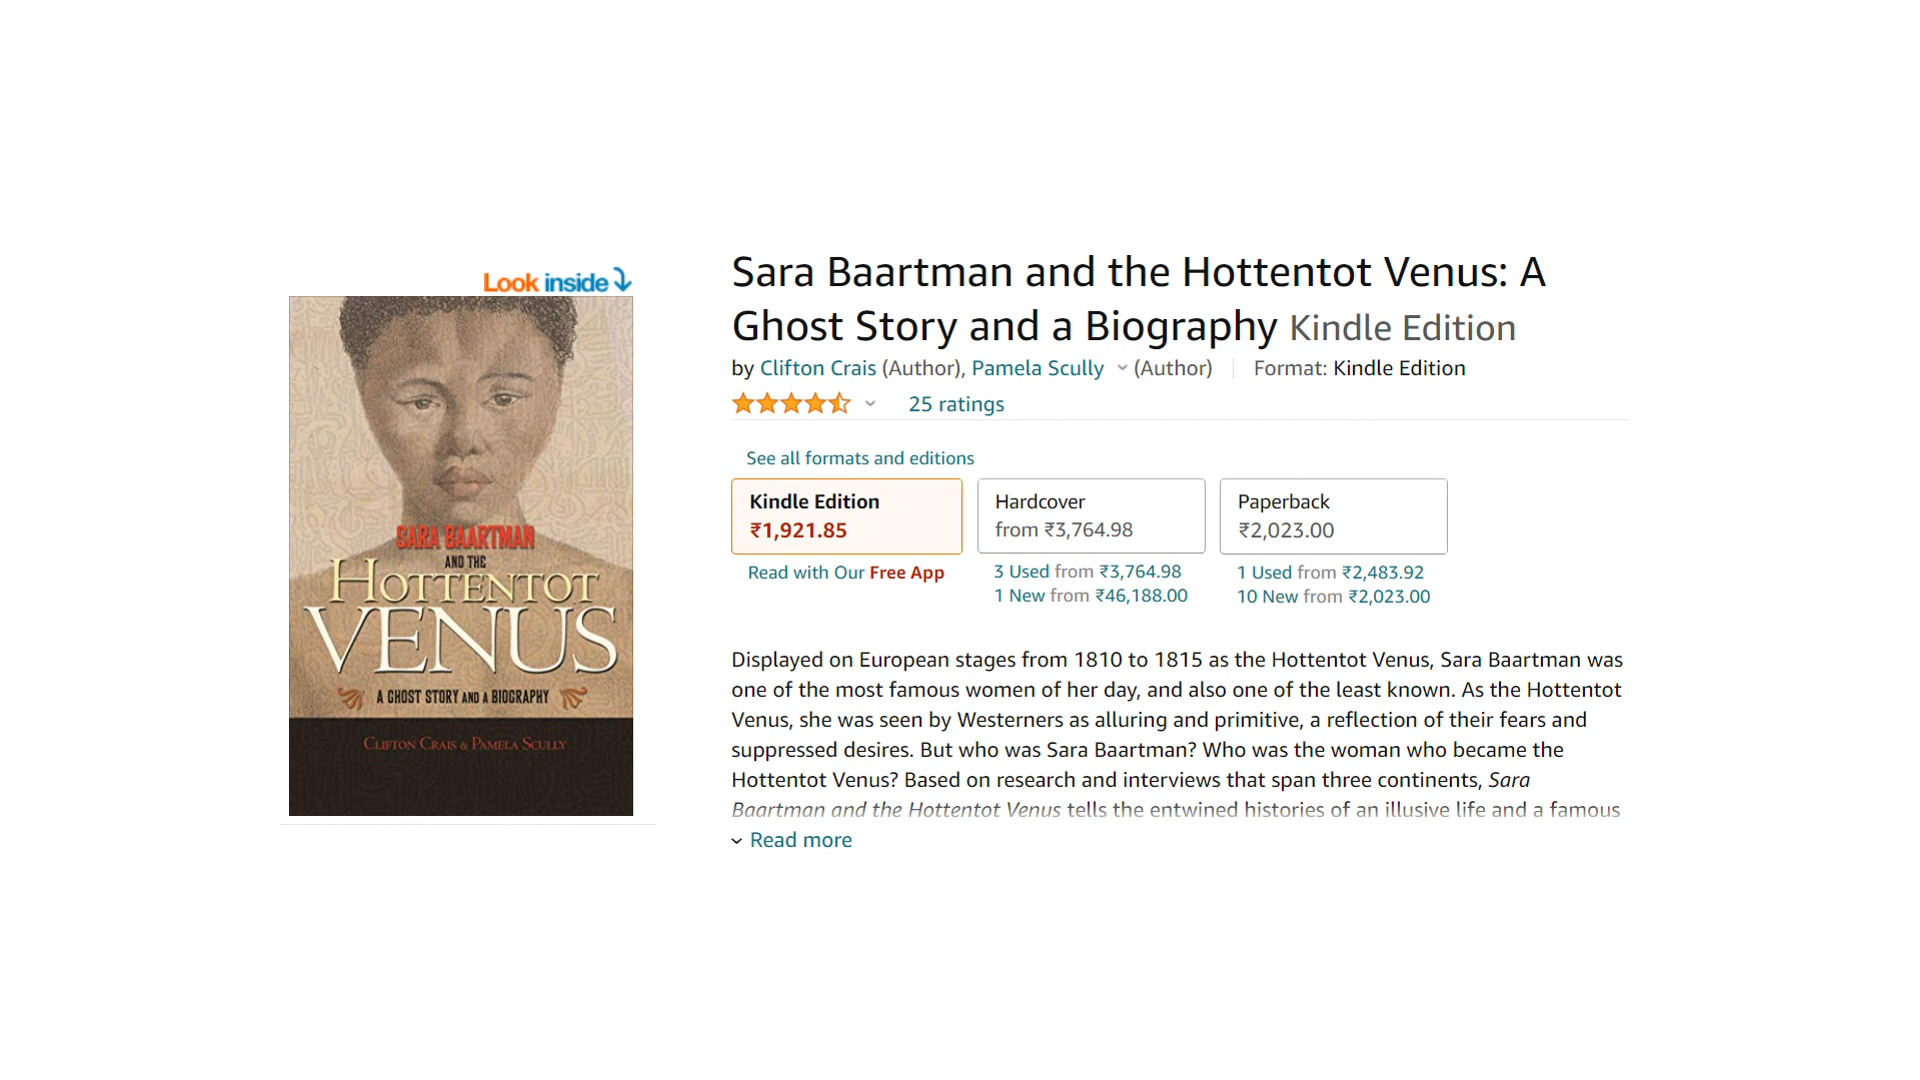 Look inside
SARA BAARTMAN
AND THE
HOTTENTOT
VENUS
A GHOST STORY AND A BIOGRAPHY
CLIFTON CRAIS & PAMELA SCULLY
Sara Baartman and the Hottentot Venus: A
Ghost Story and a Biography Kindle Edition
by Clifton Crais (Author), Pamela Scully (Author) Format: Kindle Edition
25 ratings
See all formats and editions
Kindle Edition
₹1,921.85
Read with Our Free App
Hardcover
from ₹3,764.98
3 Used from ₹3,764.98
1 New from ₹46,188.00
Paperback
₹2,023.00
1 Used from ₹2,483.92
10 New from ₹2,023.00
Displayed on European stages from 1810 to 1815 as the Hottentot Venus, Sara Baartman was
one of the most famous women of her day, and also one of the least known. As the Hottentot
Venus, she was seen by Westerners as alluring and primitive, a reflection of their fears and
suppressed desires. But who was Sara Baartman? Who was the woman who became the
Hottentot Venus? Based on research and interviews that span three continents, Sara
Baartman and the Hottentot Venus tells the entwined histories of an illusive life and a famous
Read more